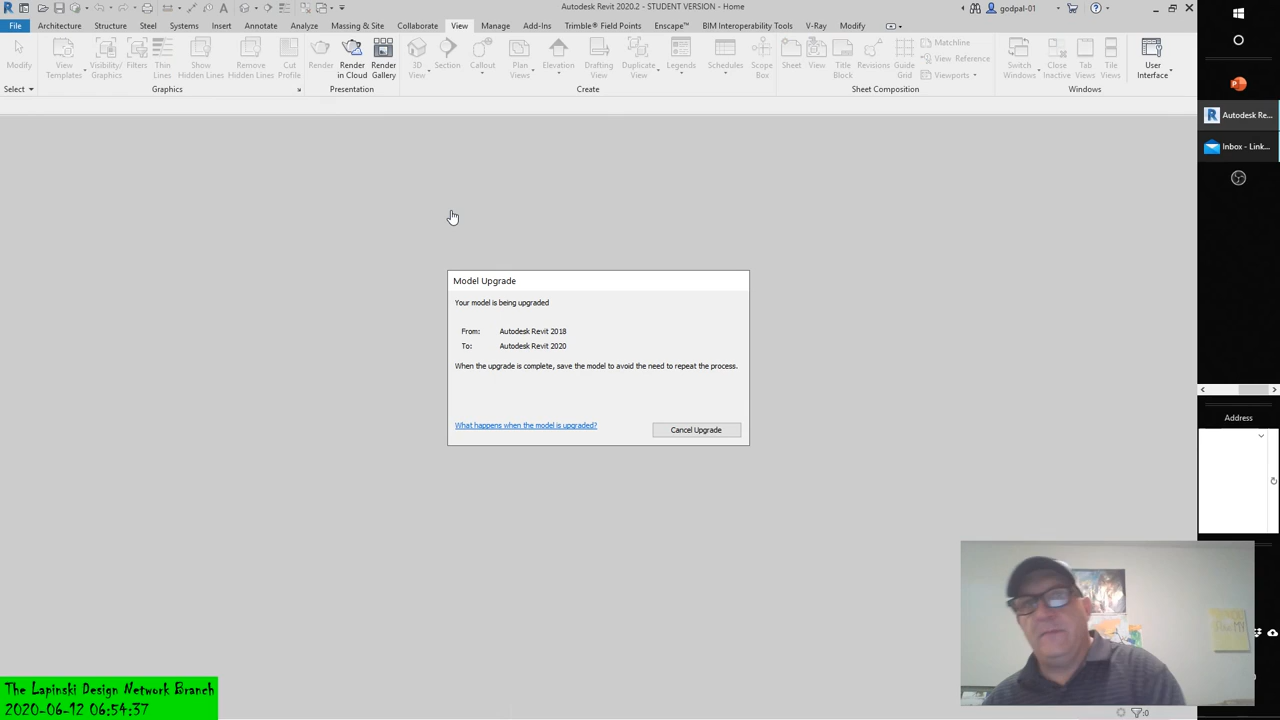 Autodesk Revit 2020.2 - STUDENT VERSION - Home
godpal-01
File
Architecture
Structure
Steel
Systems
Insert
Annotate
Analyze
Massing & Site
Collaborate
View
Manage
Add-Ins
Trimble® Field Points
Enscape™
BIM Interoperability Tools
V-Ray
Modify
Modify
View
Templates
Visibility/
Graphics
Filters
Thin
Lines
Show
Hidden Lines
Remove
Hidden Lines
Cut
Profile
Render
Render
in Cloud
Render
Gallery
3D
View
Section
Callout
Plan
Views
Elevation
Drafting
View
Duplicate
View
Legends
Schedules
Scope
Box
Sheet
View
Title
Block
Revisions
Guide
Grid
Matchline
View Reference
Viewports
Switch
Windows
Close
Inactive
Tab
Views
Tile
Views
User
Interface
Select
Graphics
Presentation
Create
Sheet Composition
Windows
Autodesk Re...
Inbox - Link...
Address
Model Upgrade
Your model is being upgraded
From: Autodesk Revit 2018
To: Autodesk Revit 2020
When the upgrade is complete, save the model to avoid the need to repeat the process.
What happens when the model is upgraded?
Cancel Upgrade
The Lapinski Design Network Branch
2020-06-12 06:54:37
:0